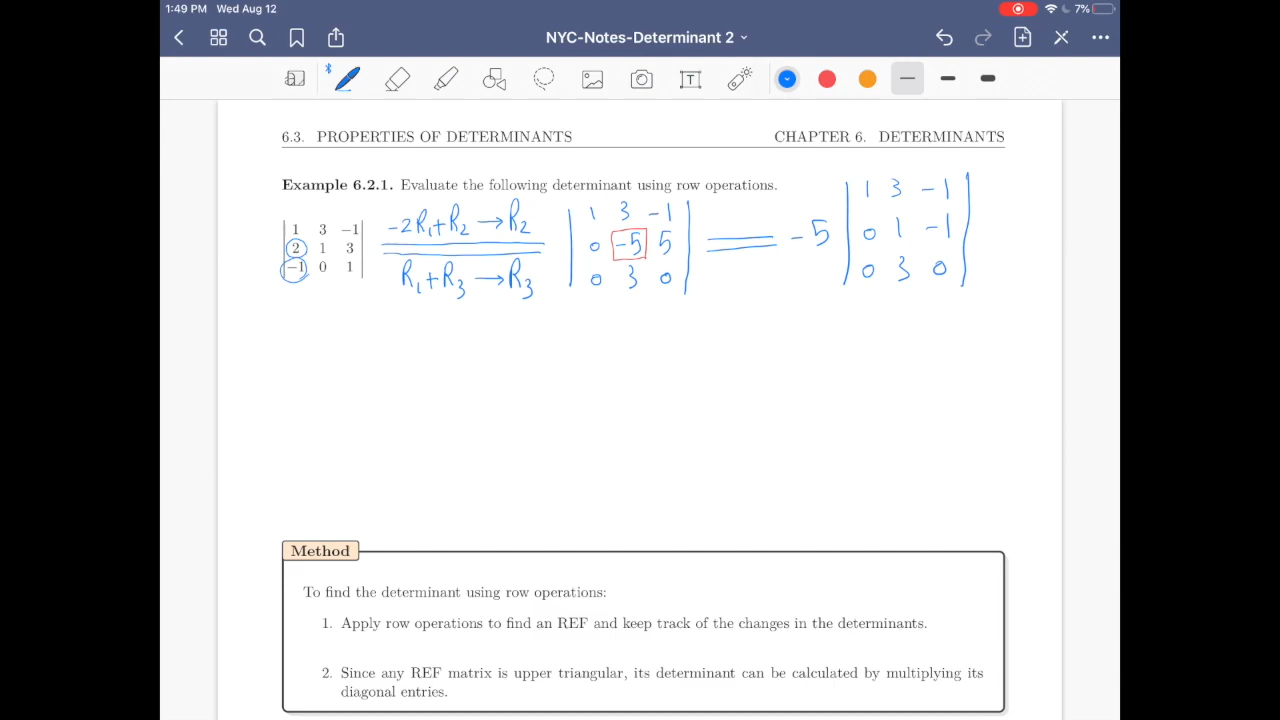 1:49 PM Wed Aug 12 7%
NYC-Notes-Determinant 2
T
6.3. PROPERTIES OF DETERMINANTS CHAPTER 6. DETERMINANTS
Example 6.2.1. Evaluate the following determinant using row operations.
|1 3 −1|
|2 1 3|
|−1 0 1|
-2R₁+R₂ → R₂
R₁+R₃ → R₃
|1 3 -1|
|0 -5 5|
|0 3 0|
= -5
|1 3 -1|
|0 1 -1|
|0 3 0|
Method
To find the determinant using row operations:
1. Apply row operations to find an REF and keep track of the changes in the determinants.
2. Since any REF matrix is upper triangular, its determinant can be calculated by multiplying its
diagonal entries.